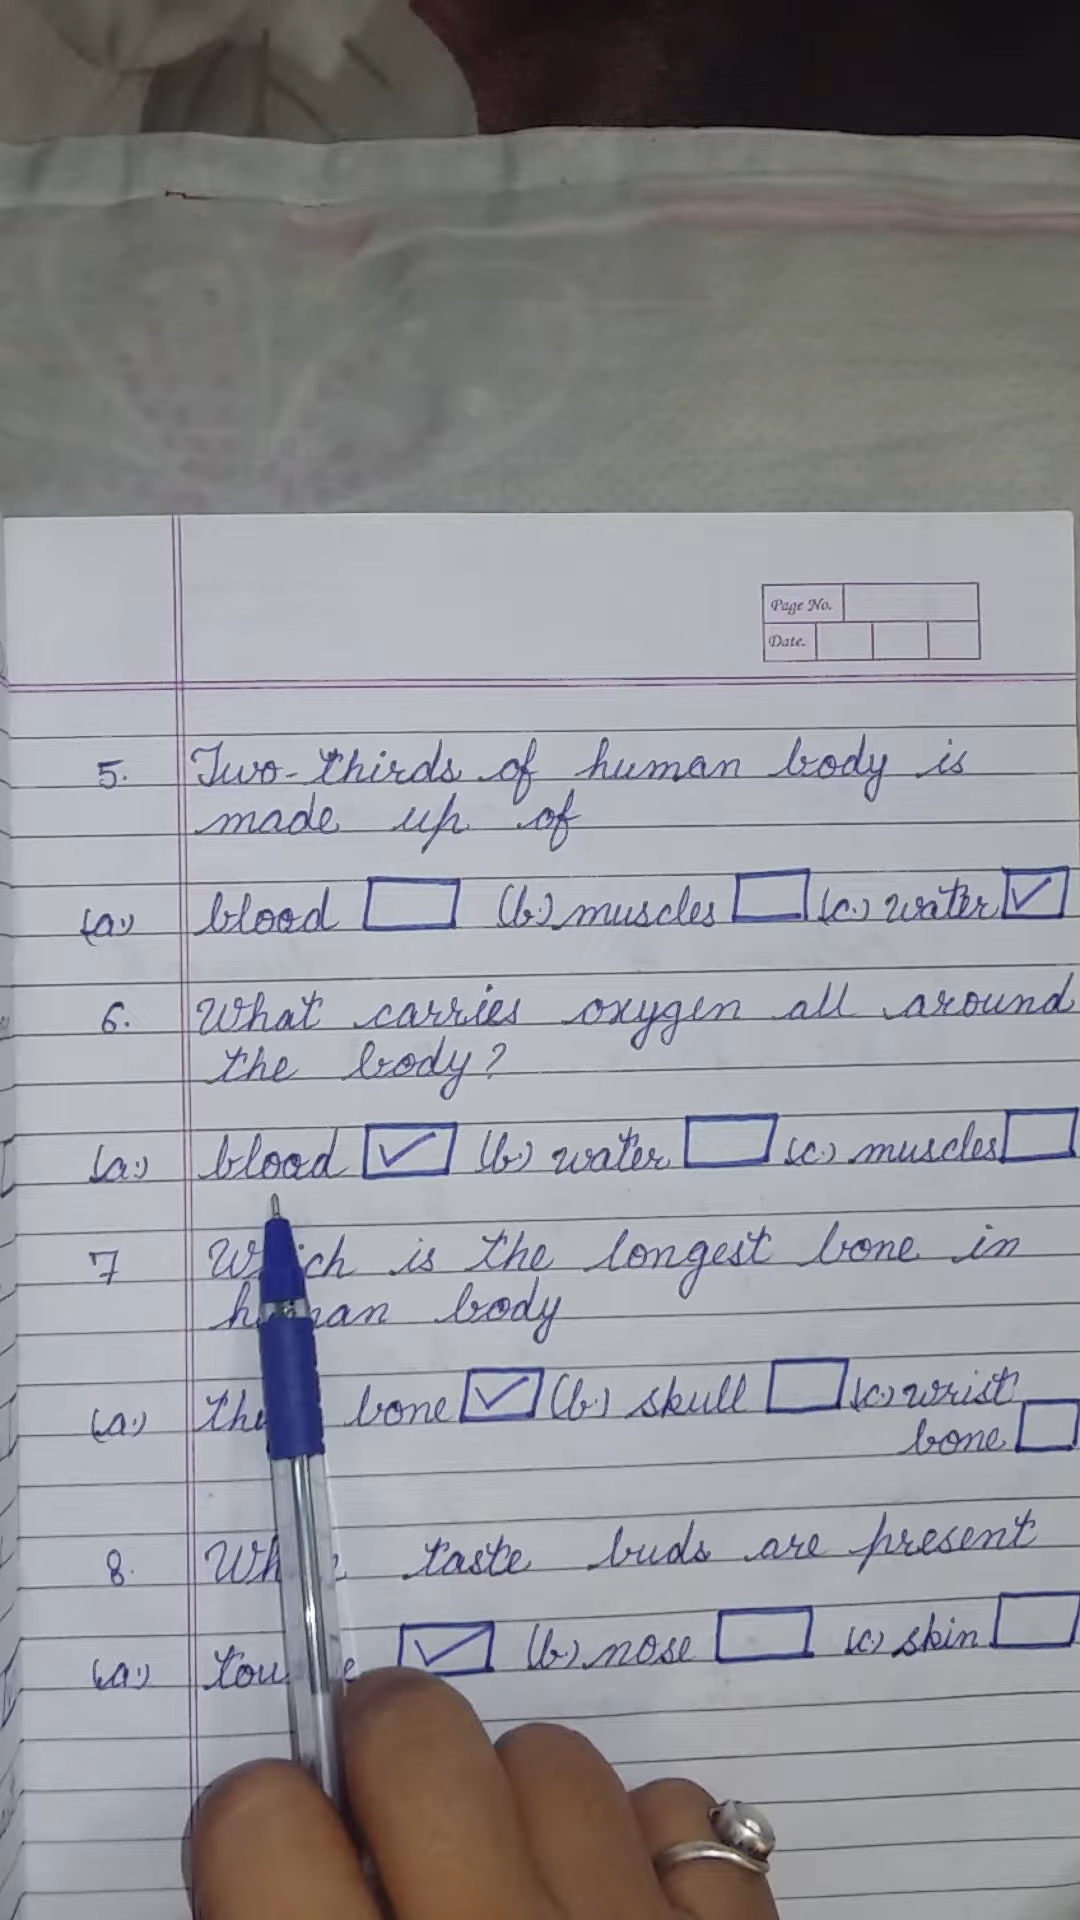 Page No.
Date.
5. Two-thirds of human body is
made up of
(a.) blood (b.) muscles (c.) water ✓
6. What carries oxygen all around
the body?
(a.) blood ✓ (b.) water (c.) muscles
7 Which is the longest bone in
human body
(a.) bone ✓ (b.) skull (c.) wrist
bone
8. taste buds are present
(a.) ✓ (b.) nose (c.) skin